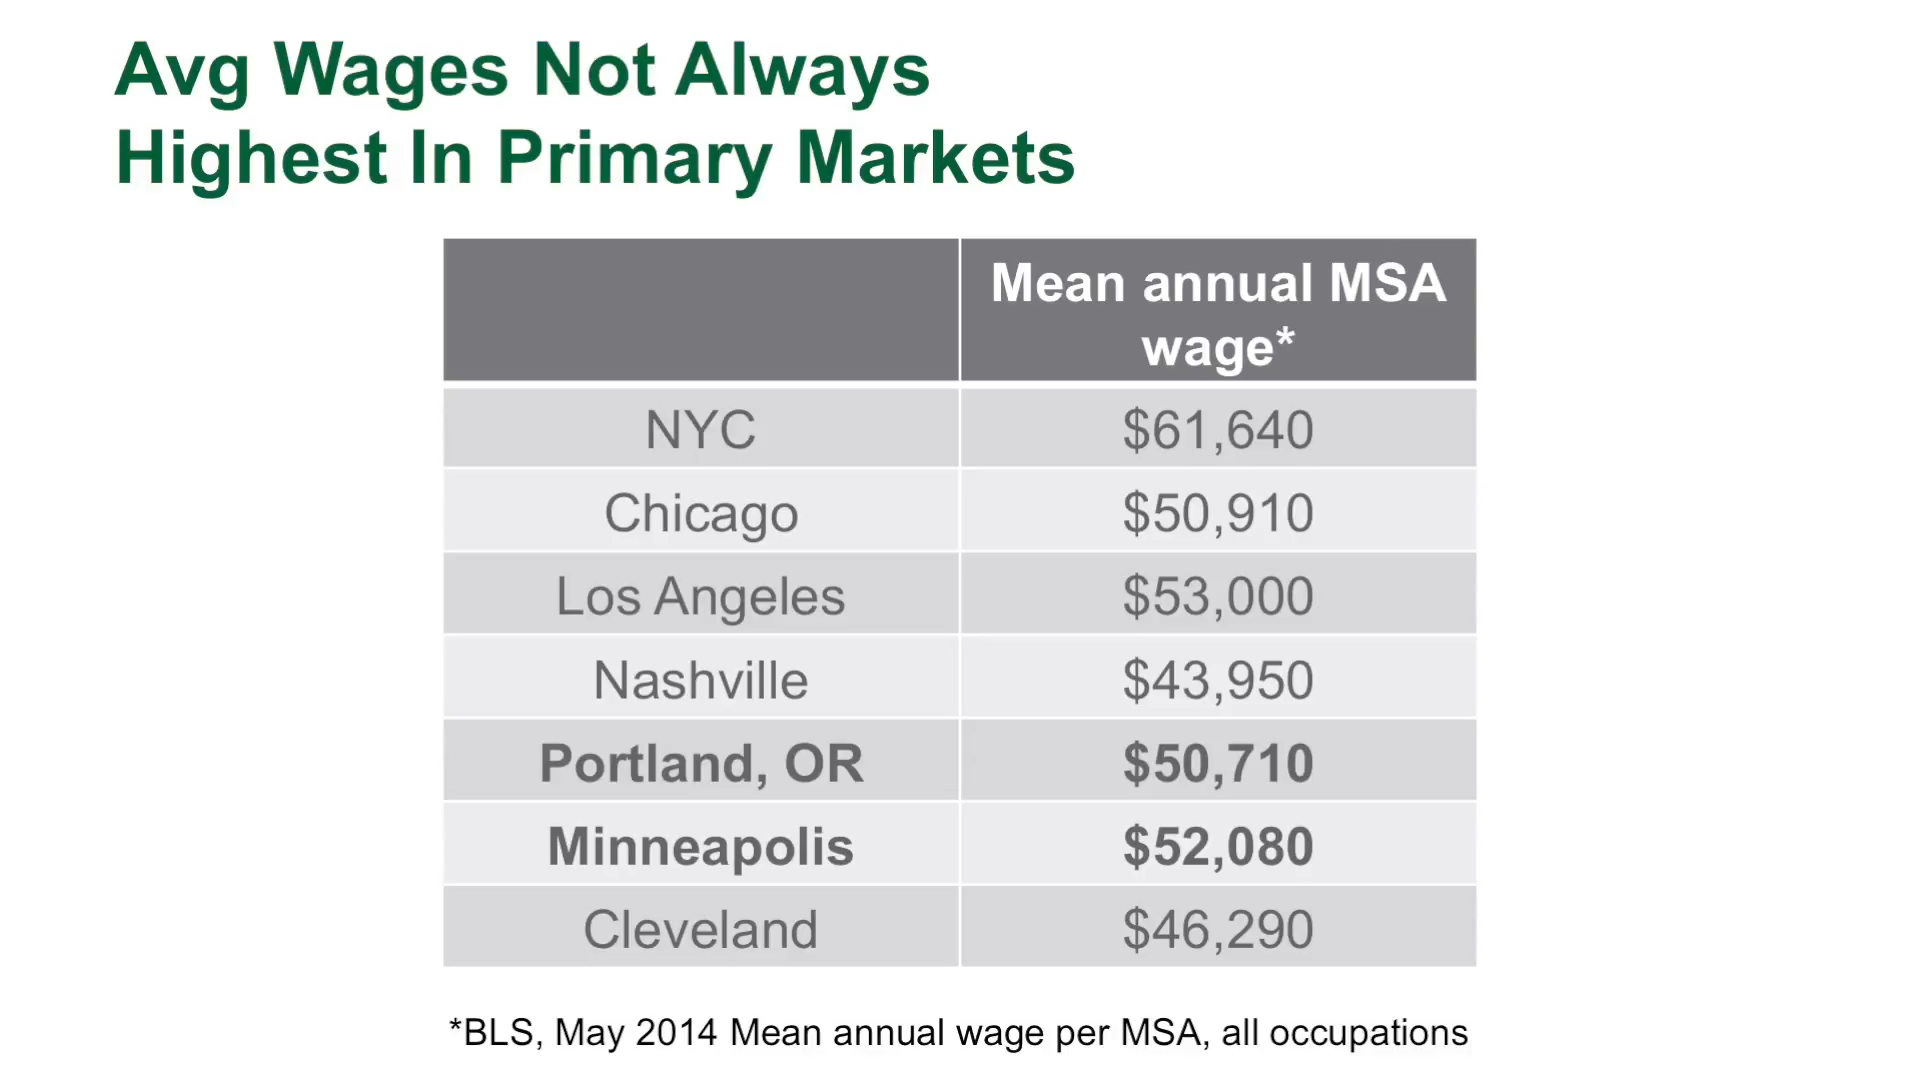 Avg Wages Not Always
Highest In Primary Markets
Mean annual MSA
wage*
NYC $61,640
Chicago $50,910
Los Angeles $53,000
Nashville $43,950
Portland, OR $50,710
Minneapolis $52,080
Cleveland $46,290
*BLS, May 2014 Mean annual wage per MSA, all occupations